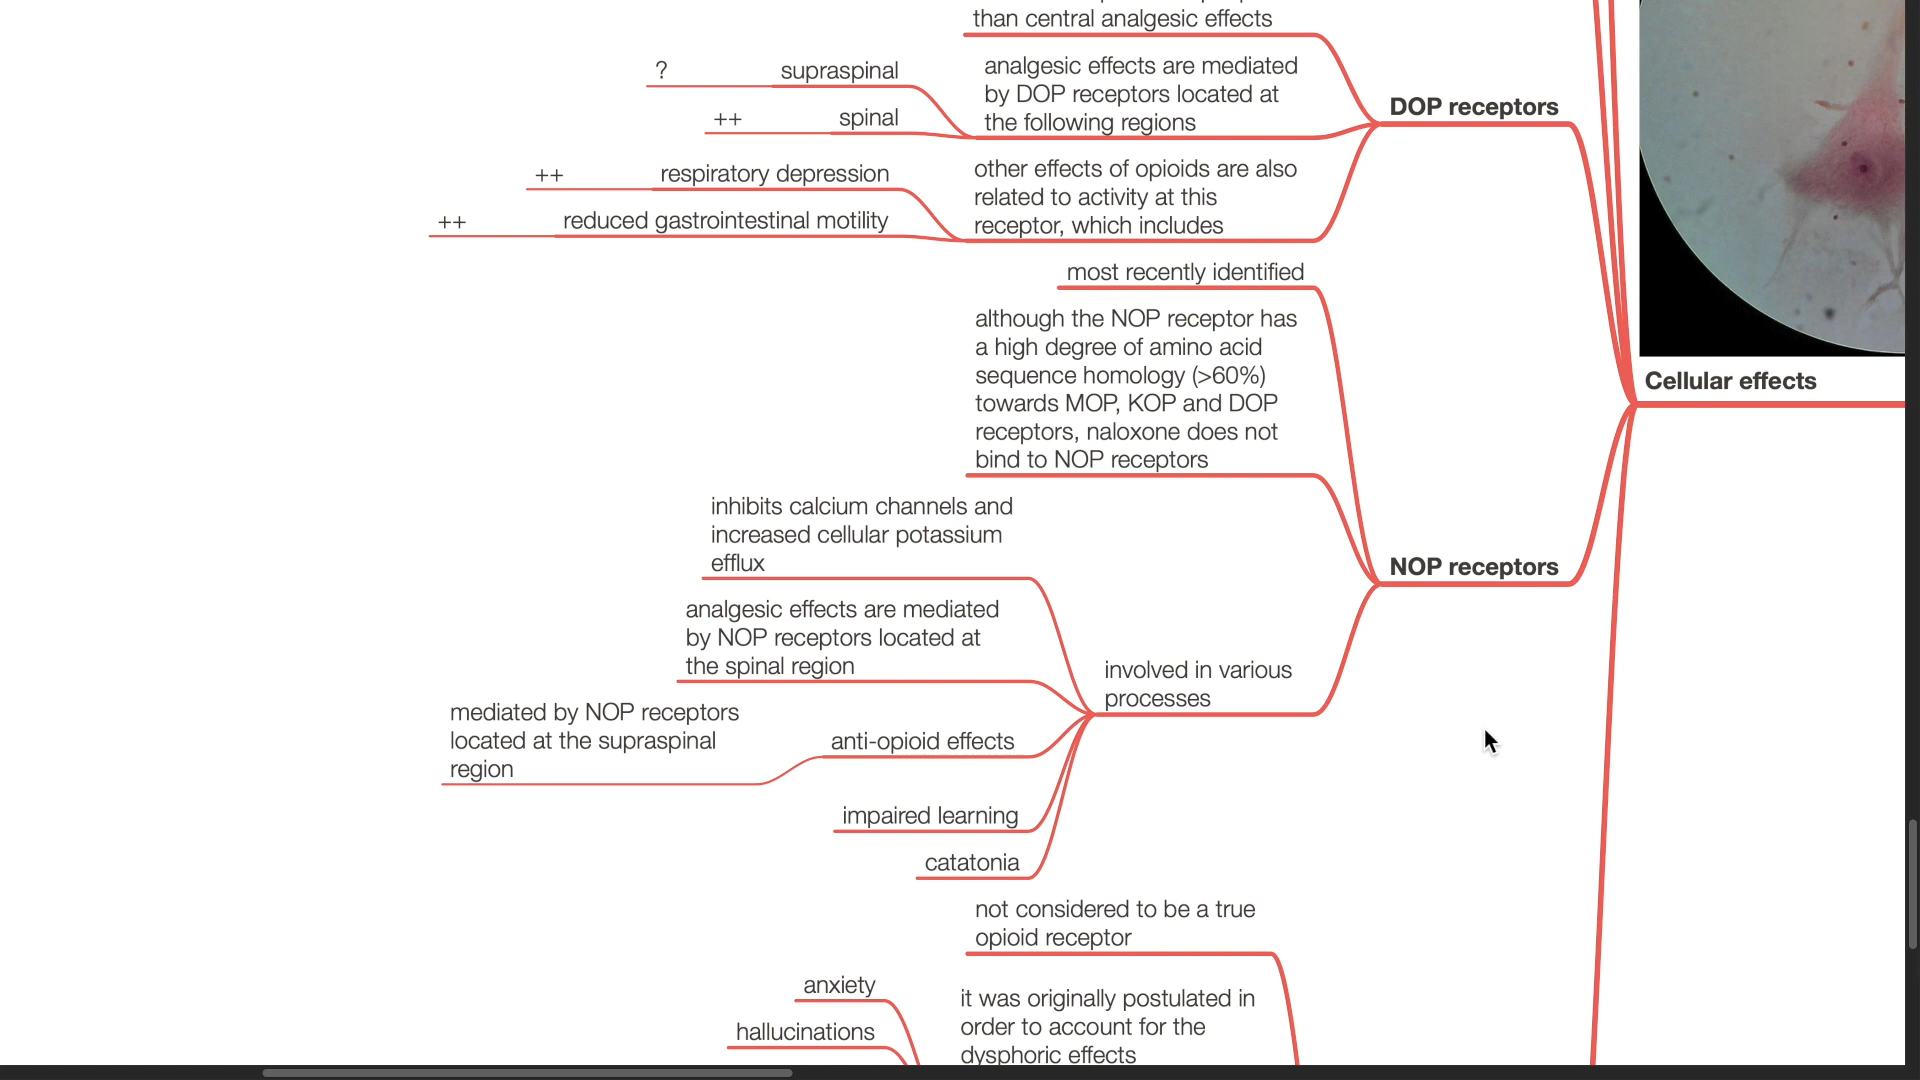 than central analgesic effects
? supraspinal
++ spinal
analgesic effects are mediated
by DOP receptors located at
the following regions
DOP receptors
++ respiratory depression
++ reduced gastrointestinal motility
other effects of opioids are also
related to activity at this
receptor, which includes
most recently identified
although the NOP receptor has
a high degree of amino acid
sequence homology (>60%)
towards MOP, KOP and DOP
receptors, naloxone does not
bind to NOP receptors
Cellular effects
NOP receptors
inhibits calcium channels and
increased cellular potassium
efflux
analgesic effects are mediated
by NOP receptors located at
the spinal region
involved in various
processes
mediated by NOP receptors
located at the supraspinal
region
anti-opioid effects
impaired learning
catatonia
not considered to be a true
opioid receptor
anxiety
hallucinations
it was originally postulated in
order to account for the
dysphoric effects